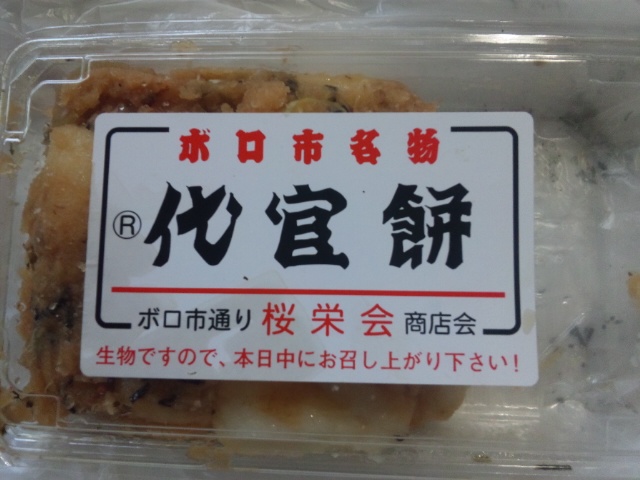 ボロ市名物
®代官餅
ボロ市通り 桜栄会 商店会
生物ですので、本日中にお召し上がり下さい!